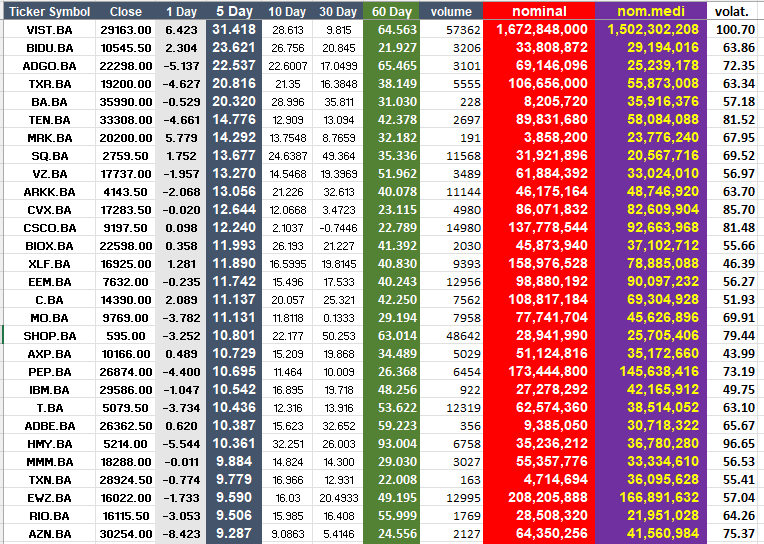 Ticker Symbol Close 1 Day 5 Day 10 Day 30 Day 60 Day volume nominal nom.medi volat.
VIST.BA 29163.00 6.423 31.418 28.613 9.815 64.563 57362 1,672,848,000 1,502,302,208 100.70
BIDU.BA 10545.50 2.304 23.621 26.756 20.845 21.927 3206 33,808,872 29,194,016 63.86
ADGO.BA 22298.00 -5.137 22.537 22.6007 17.0499 65.465 3101 69,146,096 25,239,178 72.35
TXR.BA 19200.00 -4.627 20.816 21.35 16.3848 38.149 5555 106,656,000 55,873,008 63.34
BA.BA 35990.00 -0.529 20.320 28.996 35.811 31.030 228 8,205,720 35,916,376 57.18
TEN.BA 33308.00 -4.661 14.776 12.909 13.094 42.378 2697 89,831,680 58,084,088 81.52
MRK.BA 20200.00 5.779 14.292 13.7548 8.7659 32.182 191 3,858,200 23,776,240 67.95
SQ.BA 2759.50 1.752 13.677 24.6387 49.364 35.336 11568 31,921,896 20,567,716 69.52
VZ.BA 17737.00 -1.957 13.270 14.5468 19.3969 51.962 3489 61,884,392 33,024,010 56.97
ARKK.BA 4143.50 -2.068 13.056 21.226 32.613 40.078 11144 46,175,164 48,746,920 63.70
CVX.BA 17283.50 -0.020 12.644 12.0668 3.4723 23.115 4980 86,071,832 82,609,904 85.70
CSCO.BA 9197.50 0.098 12.240 2.1037 -0.7446 22.789 14980 137,778,544 92,663,968 81.48
BIOX.BA 22598.00 0.358 11.993 26.193 21.227 41.392 2030 45,873,940 37,102,712 55.66
XLF.BA 16925.00 1.281 11.890 16.5995 19.8145 40.830 9393 158,976,528 78,885,088 46.39
EEM.BA 7632.00 -0.235 11.742 15.496 17.533 40.243 12956 98,880,192 90,097,232 56.27
C.BA 14390.00 2.089 11.137 20.057 25.321 42.250 7562 108,817,184 69,304,928 51.93
MO.BA 9769.00 -3.782 11.131 11.8118 0.1333 29.194 7958 77,741,704 45,626,896 69.91
SHOP.BA 595.00 -3.252 10.801 22.177 50.253 63.014 48642 28,941,990 25,705,406 79.44
AXP.BA 10166.00 0.489 10.729 15.209 19.868 34.489 5029 51,124,816 35,172,660 43.99
PEP.BA 26874.00 -4.400 10.695 11.464 10.009 26.368 6454 173,444,800 145,638,416 73.19
IBM.BA 29586.00 -1.047 10.542 16.895 19.718 48.256 922 27,278,292 42,165,912 49.75
T.BA 5079.50 -3.734 10.436 12.316 13.916 53.622 12319 62,574,360 38,514,052 63.10
ADBE.BA 26362.50 0.620 10.387 15.623 32.652 59.223 356 9,385,050 30,718,322 65.67
HMY.BA 5214.00 -5.544 10.361 32.251 26.003 93.004 6758 35,236,212 36,780,280 96.65
MMM.BA 18288.00 -0.011 9.884 14.824 14.300 29.030 3027 55,357,776 33,334,610 56.53
TXN.BA 28924.50 -0.774 9.779 16.966 12.931 22.008 163 4,714,694 36,095,628 55.41
EWZ.BA 16022.00 -1.733 9.590 16.03 20.4933 49.195 12995 208,205,888 166,891,632 57.04
RIO.BA 16115.50 -3.053 9.506 15.985 16.408 55.999 1769 28,508,320 21,951,028 64.26
AZN.BA 30254.00 -8.423 9.287 9.0863 5.4146 24.556 2127 64,350,256 41,560,984 75.37